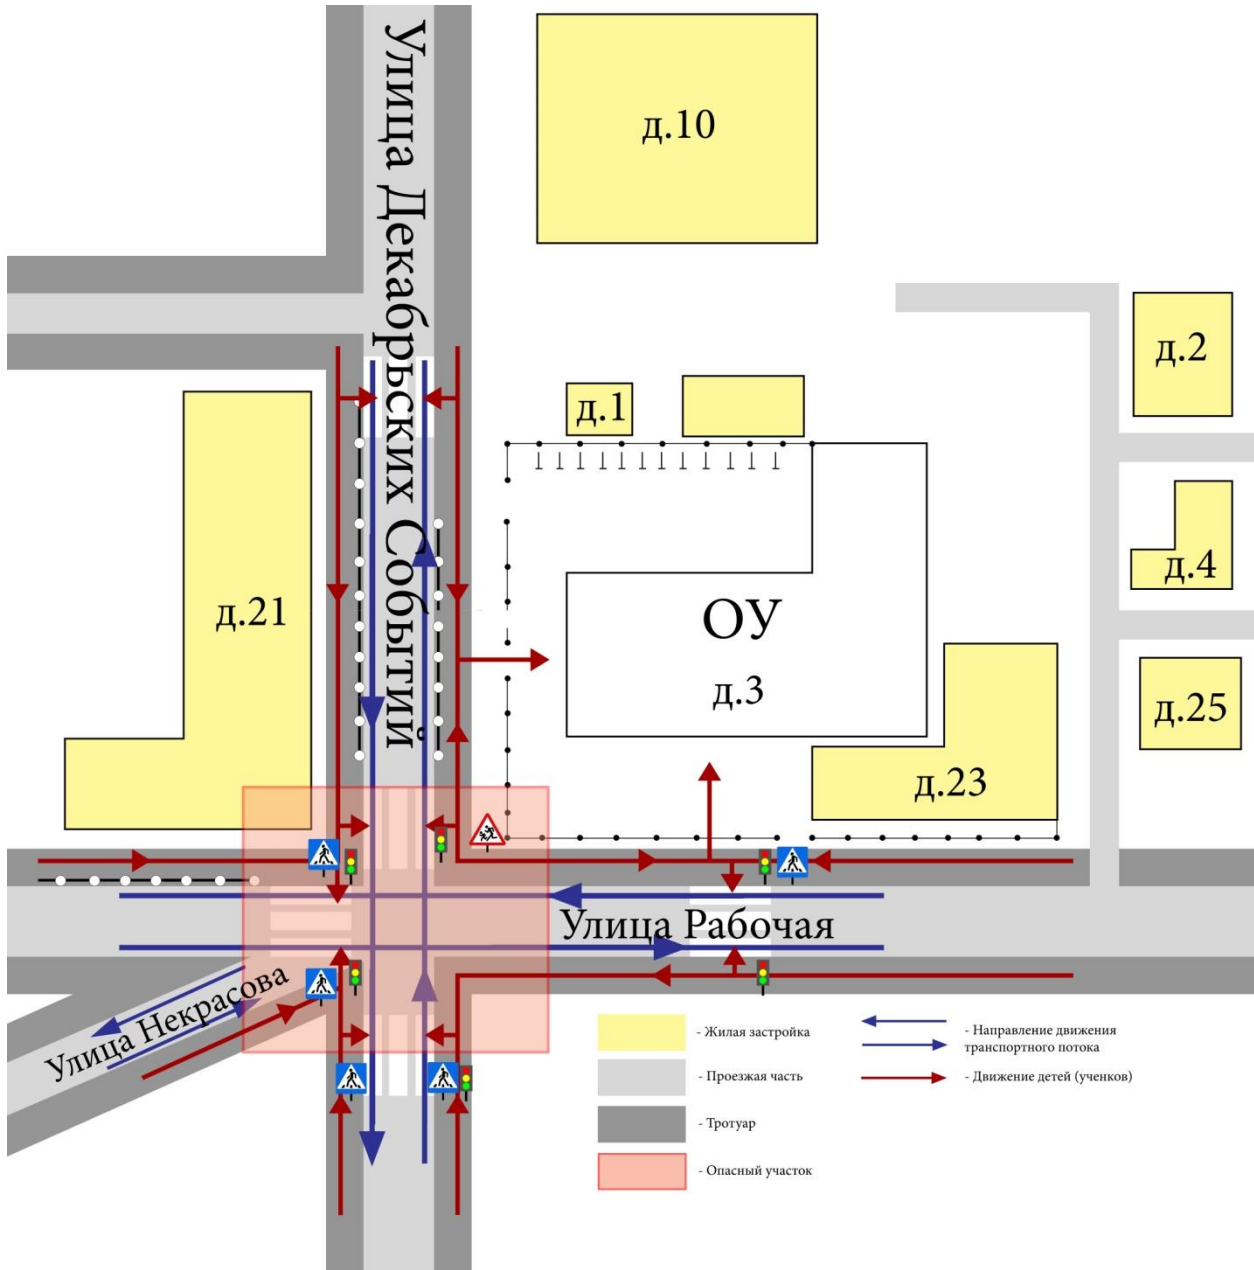 Улица Декабрьских Событий
д.10
д.2
д.1
д.4
д.21
ОУ
д.3
д.25
д.23
Улица Рабочая
Улица Некрасова
- Жилая застройка
- Проезжая часть
- Тротуар
- Опасный участок
- Направление движения
транспортного потока
- Движение детей (ученков)